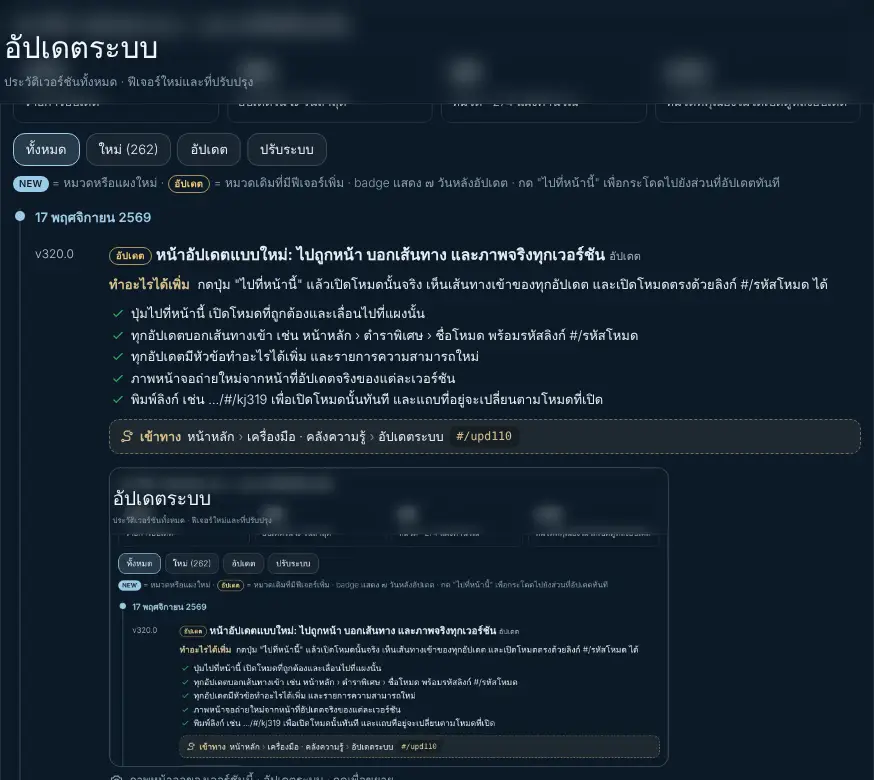 อัปเดตระบบ
ประวัติเวอร์ชันทั้งหมด · ฟีเจอร์ใหม่และที่ปรับปรุง
ทั้งหมด ใหม่ (262) อัปเดต ปรับระบบ
NEW = หมวดหรือแผงใหม่ · อัปเดต = หมวดเดิมที่มีฟีเจอร์เพิ่ม · badge แสดง ๗ วันหลังอัปเดต · กด "ไปที่หน้านี้" เพื่อกระโดดไปยังส่วนที่อัปเดตทันที
17 พฤศจิกายน 2569
v320.0 อัปเดต หน้าอัปเดตแบบใหม่: ไปถูกหน้า บอกเส้นทาง และภาพจริงทุกเวอร์ชัน อัปเดต
ทำอะไรได้เพิ่ม กดปุ่ม "ไปที่หน้านี้" แล้วเปิดโหมดนั้นจริง เห็นเส้นทางเข้าของทุกอัปเดต และเปิดโหมดตรงด้วยลิงก์ #/รหัสโหมด ได้
ปุ่มไปที่หน้านี้ เปิดโหมดที่ถูกต้องและเลื่อนไปที่แผงนั้น
ทุกอัปเดตบอกเส้นทางเข้า เช่น หน้าหลัก › ตำราพิเศษ › ชื่อโหมด พร้อมรหัสลิงก์ #/รหัสโหมด
ทุกอัปเดตมีหัวข้อทำอะไรได้เพิ่ม และรายการความสามารถใหม่
ภาพหน้าจอถ่ายใหม่จากหน้าที่อัปเดตจริงของแต่ละเวอร์ชัน
พิมพ์ลิงก์ เช่น …/#/kj319 เพื่อเปิดโหมดนั้นทันที และแถบที่อยู่จะเปลี่ยนตามโหมดที่เปิด
เข้าทาง หน้าหลัก › เครื่องมือ · คลังความรู้ › อัปเดตระบบ #/upd110
อัปเดตระบบ
ประวัติเวอร์ชันทั้งหมด · ฟีเจอร์ใหม่และที่ปรับปรุง
ทั้งหมด ใหม่ (262) อัปเดต ปรับระบบ
NEW = หมวดหรือแผงใหม่ · อัปเดต = หมวดเดิมที่มีฟีเจอร์เพิ่ม · badge แสดง ๗ วันหลังอัปเดต · กด "ไปที่หน้านี้" เพื่อกระโดดไปยังส่วนที่อัปเดตทันที
17 พฤศจิกายน 2569
v320.0 อัปเดต หน้าอัปเดตแบบใหม่: ไปถูกหน้า บอกเส้นทาง และภาพจริงทุกเวอร์ชัน อัปเดต
ทำอะไรได้เพิ่ม กดปุ่ม "ไปที่หน้านี้" แล้วเปิดโหมดนั้นจริง เห็นเส้นทางเข้าของทุกอัปเดต และเปิดโหมดตรงด้วยลิงก์ #/รหัสโหมด ได้
ปุ่มไปที่หน้านี้ เปิดโหมดที่ถูกต้องและเลื่อนไปที่แผงนั้น
ทุกอัปเดตบอกเส้นทางเข้า เช่น หน้าหลัก › ตำราพิเศษ › ชื่อโหมด พร้อมรหัสลิงก์ #/รหัสโหมด
ทุกอัปเดตมีหัวข้อทำอะไรได้เพิ่ม และรายการความสามารถใหม่
ภาพหน้าจอถ่ายใหม่จากหน้าที่อัปเดตจริงของแต่ละเวอร์ชัน
พิมพ์ลิงก์ เช่น …/#/kj319 เพื่อเปิดโหมดนั้นทันที และแถบที่อยู่จะเปลี่ยนตามโหมดที่เปิด
เข้าทาง หน้าหลัก › เครื่องมือ · คลังความรู้ › อัปเดตระบบ #/upd110